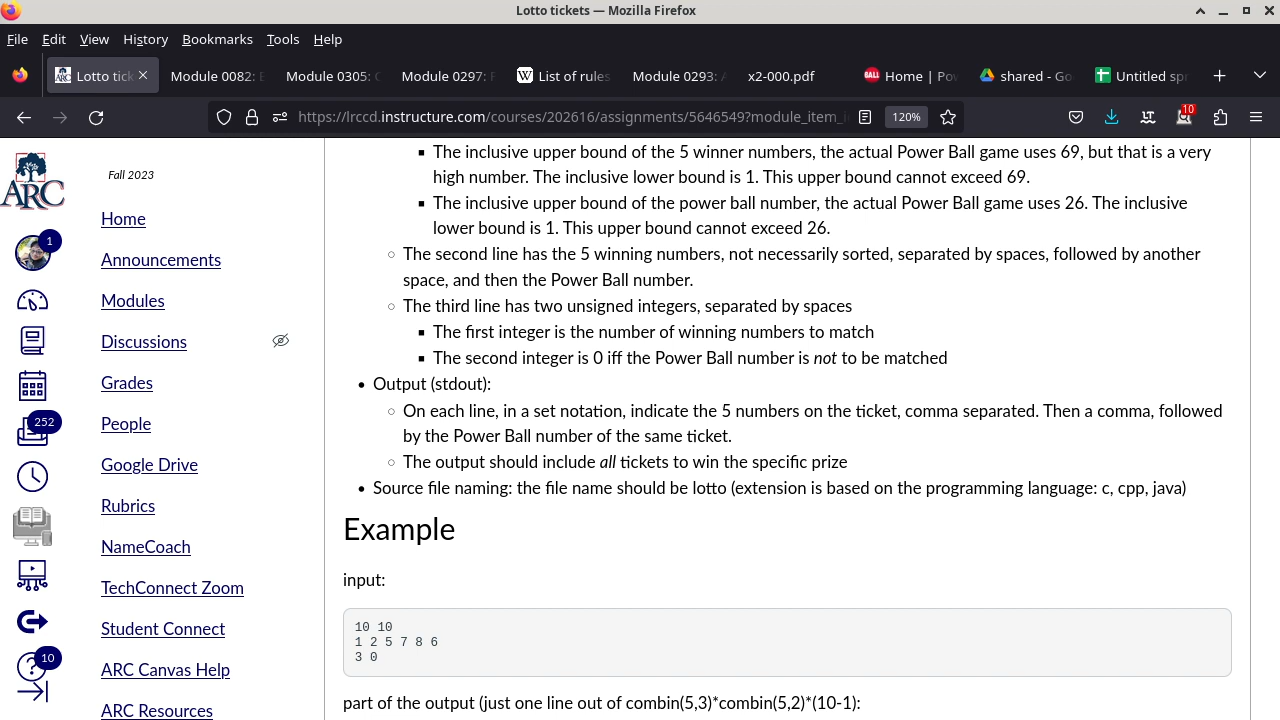 Lotto tickets — Mozilla Firefox
File Edit View History Bookmarks Tools Help
Lotto tick Module 0082: E Module 0305: C Module 0297: F List of rules Module 0293: A x2-000.pdf Home | Pow shared - Go Untitled spr
https://lrccd.instructure.com/courses/202616/assignments/5646549?module_item_i 120% 10
ARC
Fall 2023
1
252
10
Home
Announcements
Modules
Discussions
Grades
People
Google Drive
Rubrics
NameCoach
TechConnect Zoom
Student Connect
ARC Canvas Help
ARC Resources
▪ The inclusive upper bound of the 5 winner numbers, the actual Power Ball game uses 69, but that is a very
high number. The inclusive lower bound is 1. This upper bound cannot exceed 69.
▪ The inclusive upper bound of the power ball number, the actual Power Ball game uses 26. The inclusive
lower bound is 1. This upper bound cannot exceed 26.
○ The second line has the 5 winning numbers, not necessarily sorted, separated by spaces, followed by another
space, and then the Power Ball number.
○ The third line has two unsigned integers, separated by spaces
▪ The first integer is the number of winning numbers to match
▪ The second integer is 0 iff the Power Ball number is not to be matched
• Output (stdout):
○ On each line, in a set notation, indicate the 5 numbers on the ticket, comma separated. Then a comma, followed
by the Power Ball number of the same ticket.
○ The output should include all tickets to win the specific prize
• Source file naming: the file name should be lotto (extension is based on the programming language: c, cpp, java)
Example
input:
10 10
1 2 5 7 8 6
3 0
part of the output (just one line out of combin(5,3)*combin(5,2)*(10-1):